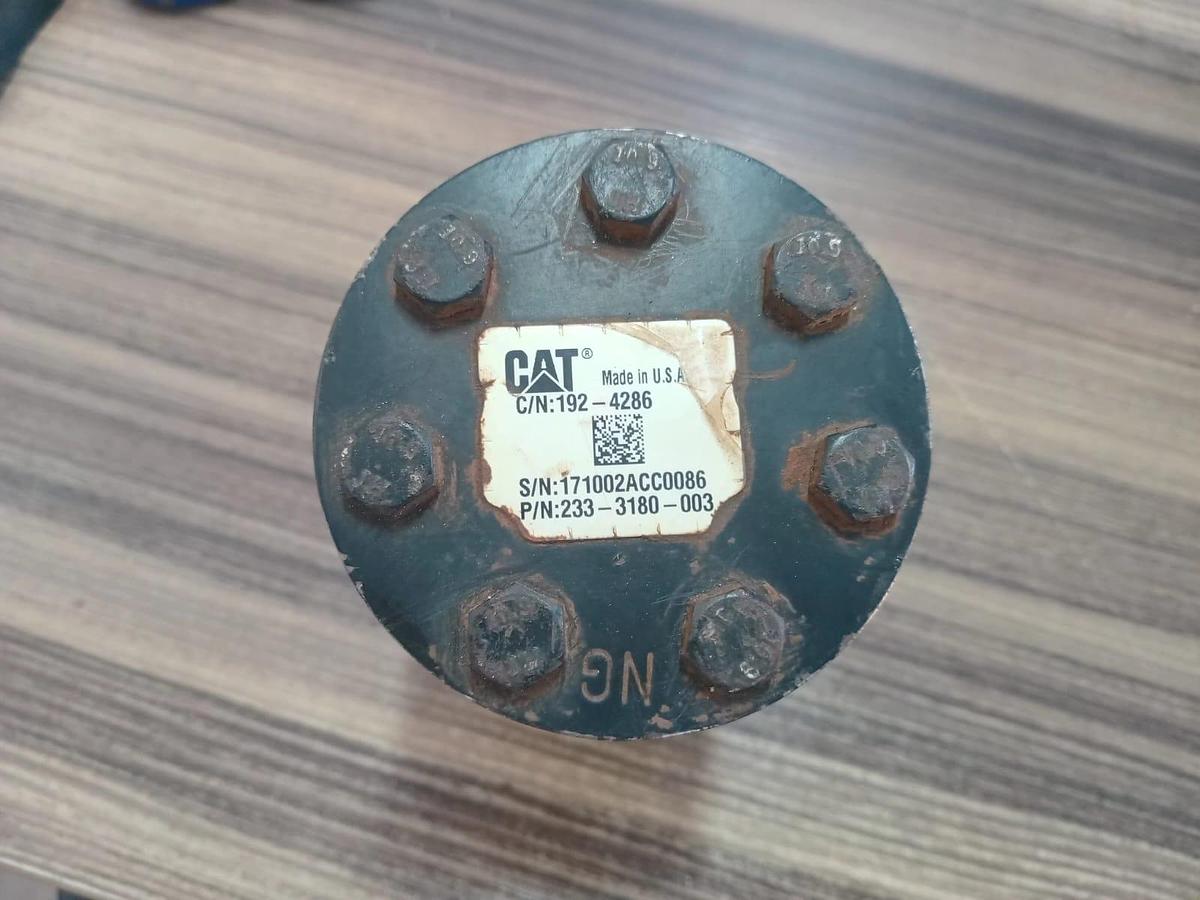 CAT® Made in U.S.A
C/N:192-4286
S/N:171002ACC0086
P/N:233-3180-003
NG